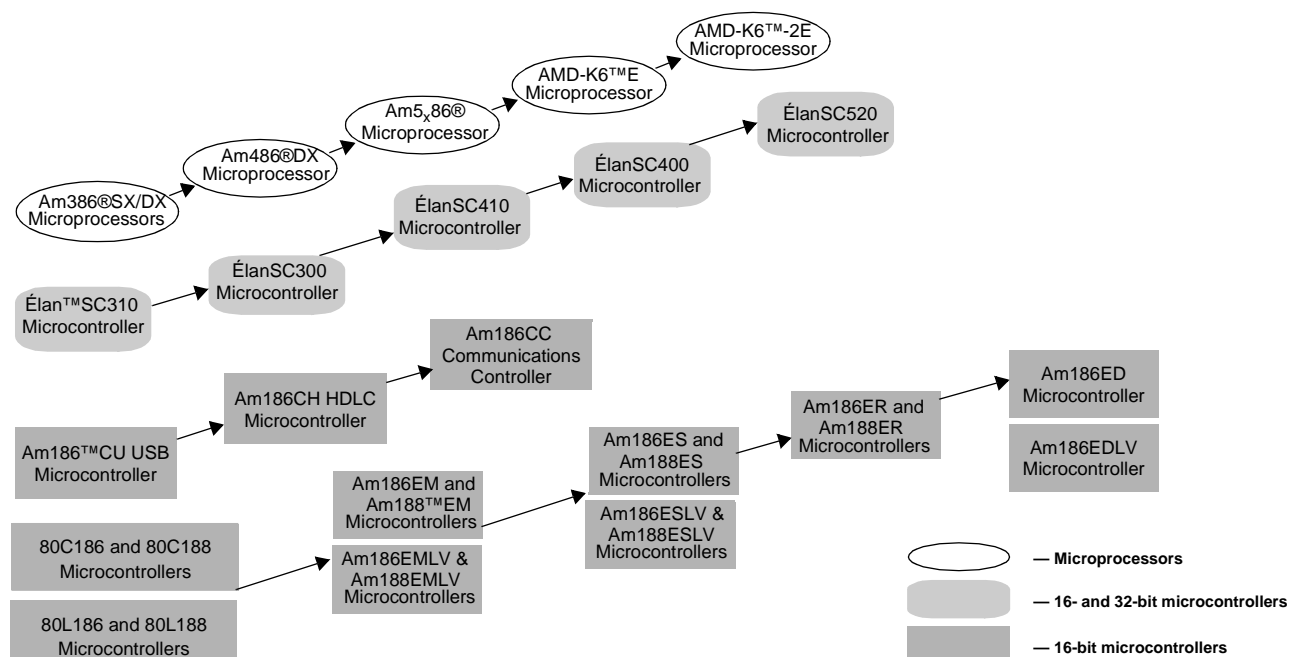 AMD-K6™-2E
Microprocessor
AMD-K6™E
Microprocessor
Am5x86®
Microprocessor
Am486®DX
Microprocessor
Am386®SX/DX
Microprocessors
ÉlanSC520
Microcontroller
ÉlanSC400
Microcontroller
ÉlanSC410
Microcontroller
ÉlanSC300
Microcontroller
Élan™SC310
Microcontroller
Am186CC
Communications
Controller
Am186CH HDLC
Microcontroller
Am186™CU USB
Microcontroller
Am186ED
Microcontroller
Am186EDLV
Microcontroller
Am186ER and
Am188ER
Microcontrollers
Am186ES and
Am188ES
Microcontrollers
Am186ESLV &
Am188ESLV
Microcontrollers
Am186EM and
Am188™EM
Microcontrollers
Am186EMLV &
Am188EMLV
Microcontrollers
80C186 and 80C188
Microcontrollers
80L186 and 80L188
Microcontrollers
— Microprocessors
— 16- and 32-bit microcontrollers
— 16-bit microcontrollers